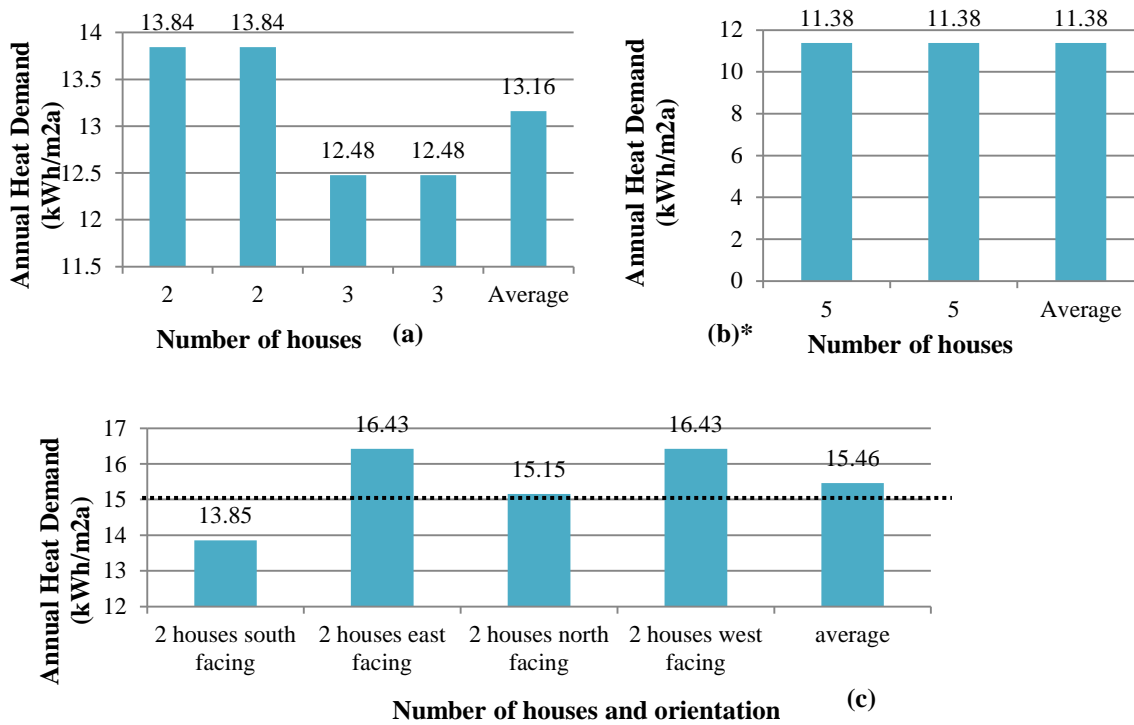 Annual Heat Demand
(kWh/m2a)
14
13.5
13
12.5
12
11.5
13.84
13.84
12.48
12.48
13.16
2
2
3
3
Average
Number of houses
(a)
Annual Heat Demand
(kWh/m2a)
12
10
8
6
4
2
0
11.38
11.38
11.38
5
5
Average
(b)*
Number of houses
Annual Heat Demand
(kWh/m2a)
17
16
15
14
13
12
13.85
16.43
15.15
16.43
15.46
2 houses south
facing
2 houses east
facing
2 houses north
facing
2 houses west
facing
average
(c)
Number of houses and orientation